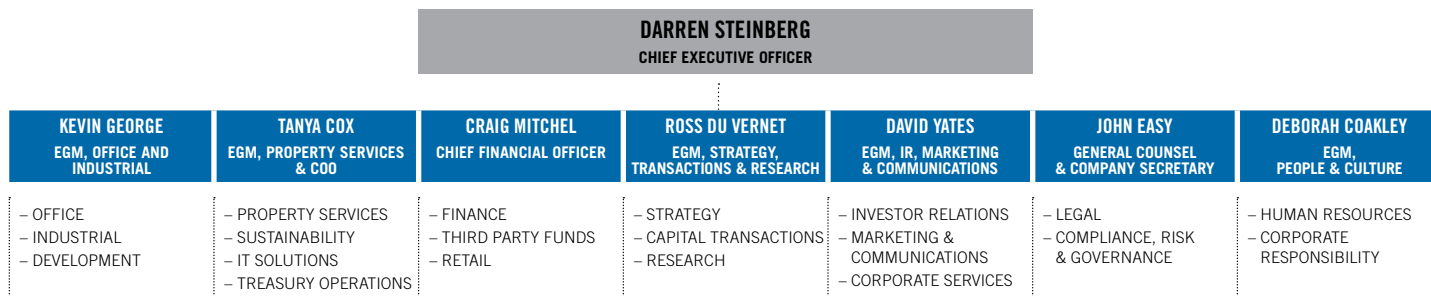 DARREN STEINBERG
CHIEF EXECUTIVE OFFICER
KEVIN GEORGE
EGM, OFFICE AND
INDUSTRIAL
– OFFICE
– INDUSTRIAL
– DEVELOPMENT
TANYA COX
EGM, PROPERTY SERVICES
& COO
– PROPERTY SERVICES
– SUSTAINABILITY
– IT SOLUTIONS
– TREASURY OPERATIONS
CRAIG MITCHEL
CHIEF FINANCIAL OFFICER
– FINANCE
– THIRD PARTY FUNDS
– RETAIL
ROSS DU VERNET
EGM, STRATEGY,
TRANSACTIONS & RESEARCH
– STRATEGY
– CAPITAL TRANSACTIONS
– RESEARCH
DAVID YATES
EGM, IR, MARKETING
& COMMUNICATIONS
– INVESTOR RELATIONS
– MARKETING &
COMMUNICATIONS
– CORPORATE SERVICES
JOHN EASY
GENERAL COUNSEL
& COMPANY SECRETARY
– LEGAL
– COMPLIANCE, RISK
& GOVERNANCE
DEBORAH COAKLEY
EGM,
PEOPLE & CULTURE
– HUMAN RESOURCES
– CORPORATE
RESPONSIBILITY